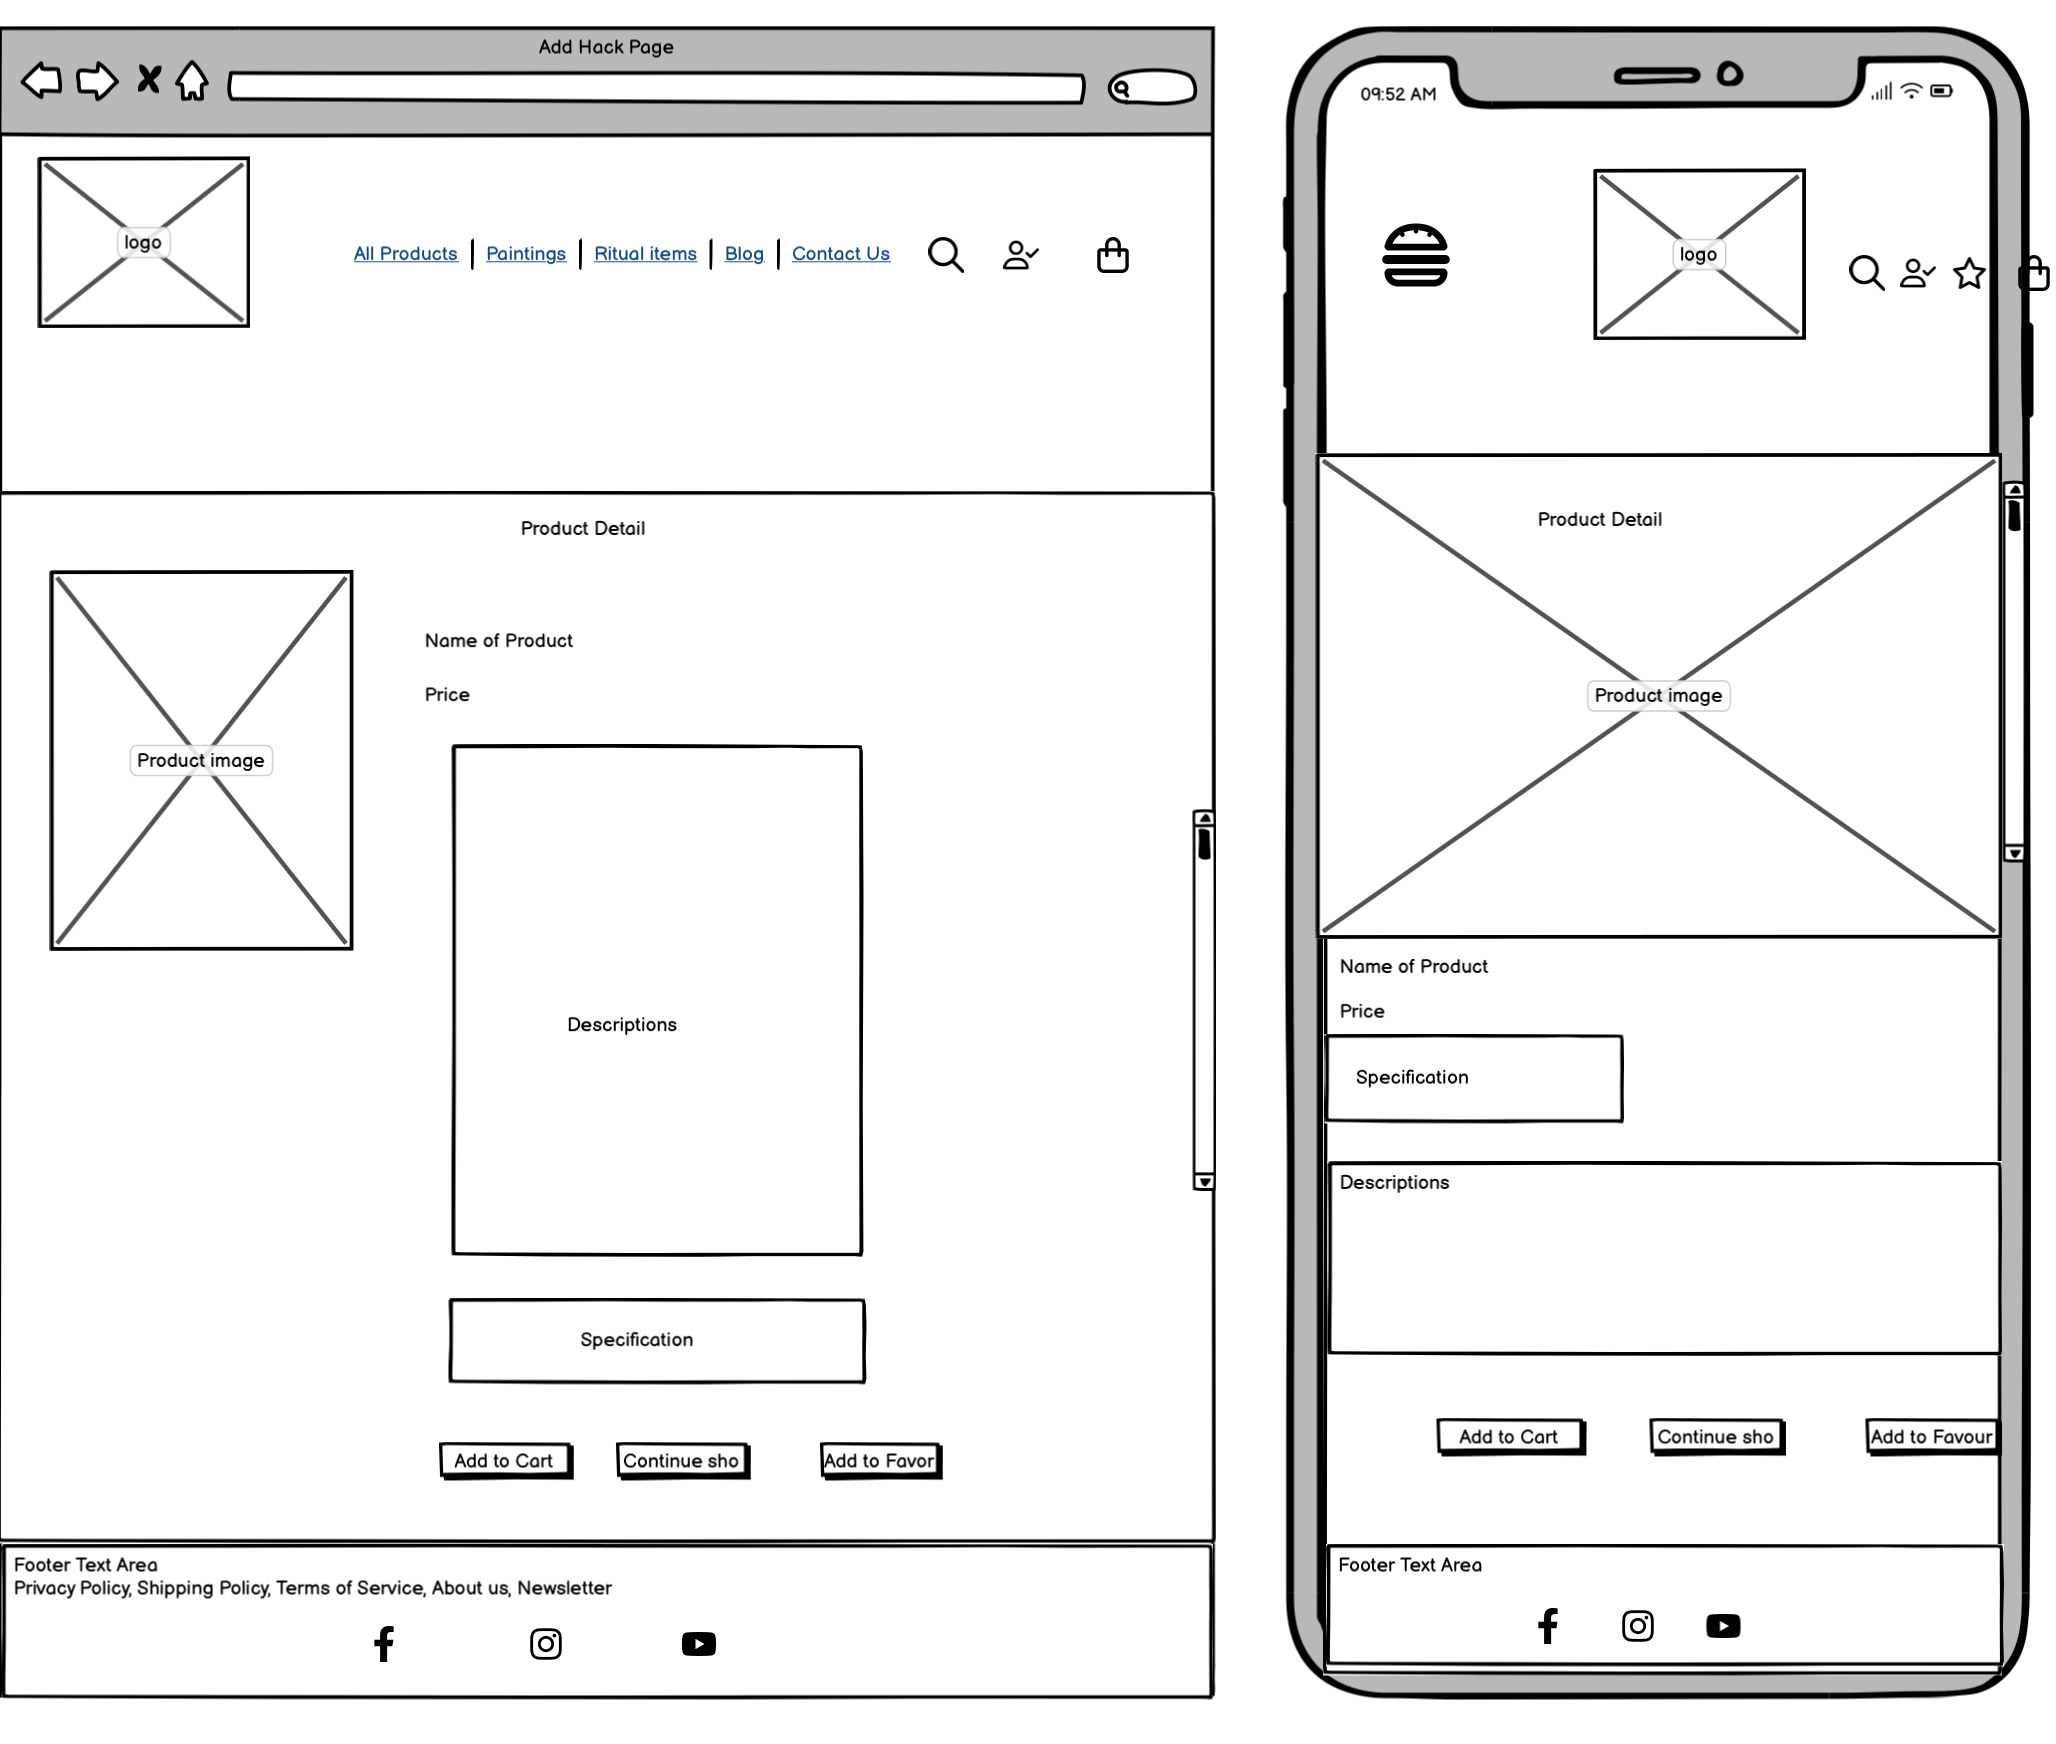 Add Hack Page
logo
All Products
Paintings
Ritual items
Blog
Contact Us
Product Detail
Product image
Name of Product
Price
Descriptions
Specification
Add to Cart
Continue sho
Add to Favor
Footer Text Area
Privacy Policy, Shipping Policy, Terms of Service, About us, Newsletter
09:52 AM
logo
Product Detail
Product image
Name of Product
Price
Specification
Descriptions
Add to Cart
Continue sho
Add to Favour
Footer Text Area